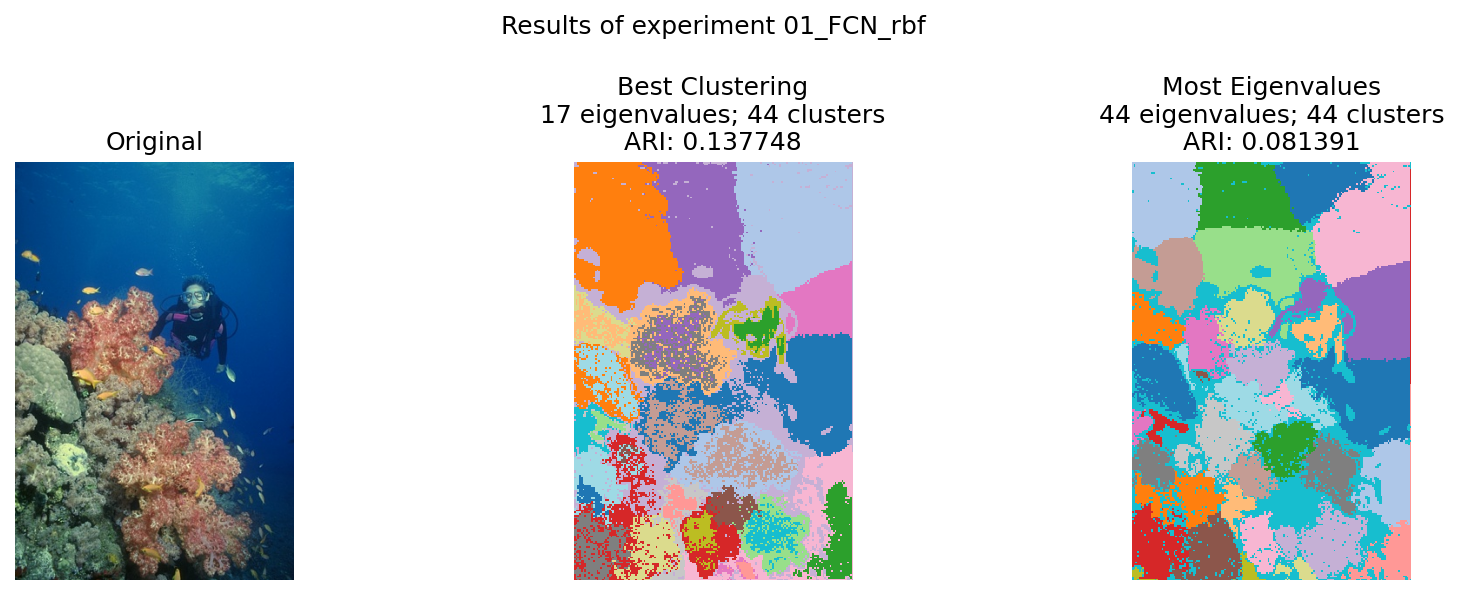 Results of experiment 01_FCN_rbf
Original
Best Clustering
17 eigenvalues; 44 clusters
ARI: 0.137748
Most Eigenvalues
44 eigenvalues; 44 clusters
ARI: 0.081391